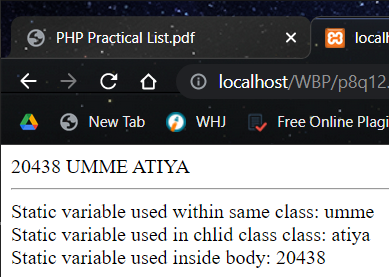 PHP Practical List.pdf
local
localhost/WBP/p8q12.
New Tab
WHJ
Free Online Plagi
20438 UMME ATIYA
Static variable used within same class: umme
Static variable used in chlid class class: atiya
Static variable used inside body: 20438